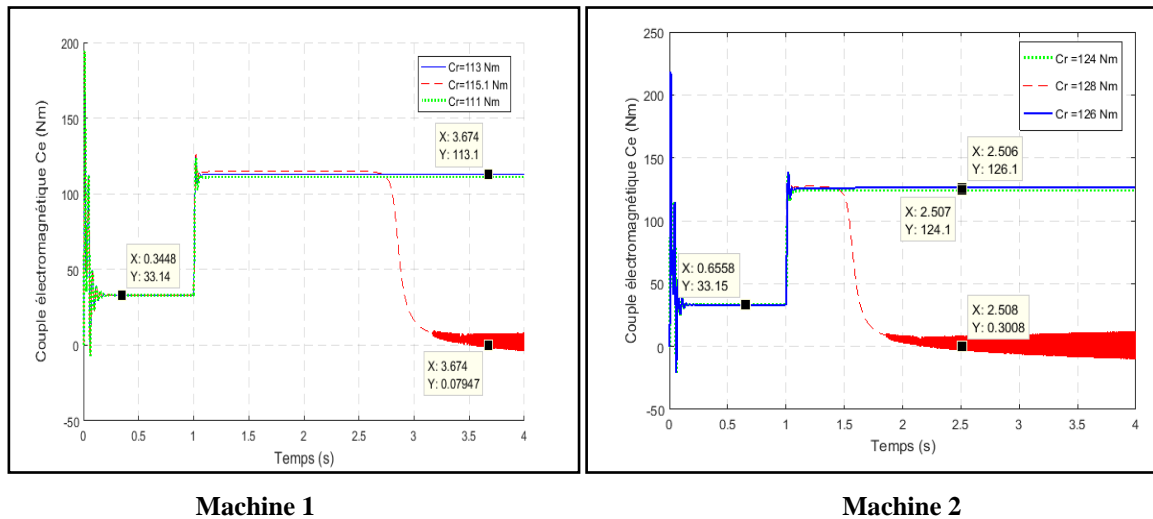 Couple électromagnétique Ce (Nm)
200
150
100
50
0
-50
Cr=113 Nm
Cr=115.1 Nm
Cr=111 Nm
X: 3.674
Y: 113.1
X: 0.3448
Y: 33.14
X: 3.674
Y: 0.07947
0 0.5 1 1.5 2 2.5 3 3.5 4
Temps (s)
Machine 1
Couple électromagnétique Ce (Nm)
250
200
150
100
50
0
-50
Cr =124 Nm
Cr =128 Nm
Cr =126 Nm
X: 2.506
Y: 126.1
X: 2.507
Y: 124.1
X: 0.6558
Y: 33.15
X: 2.508
Y: 0.3008
0 0.5 1 1.5 2 2.5 3 3.5 4
Temps (s)
Machine 2